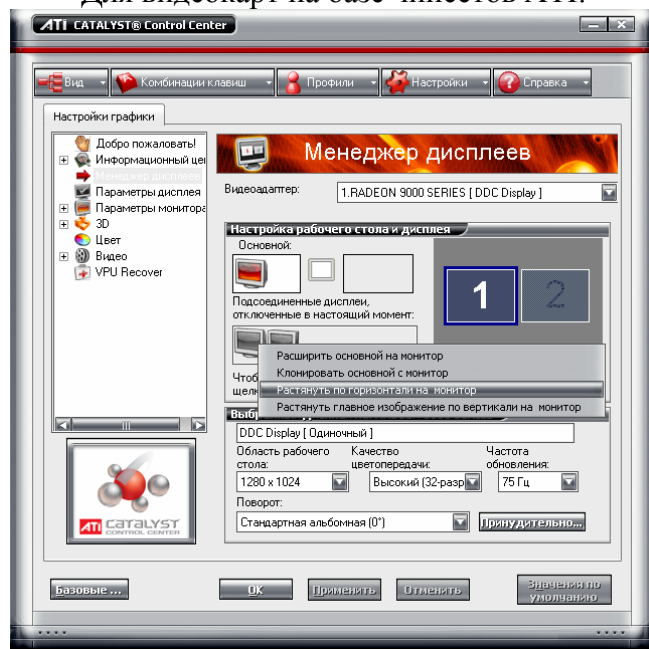 Для видеокарт на базе чипсетов ATI:
ATI CATALYST® Control Center
Вид Комбинации клавиш Профили Настройки Справка
Настройки графики
Добро пожаловать!
Информационный цен
Менеджер дисплеев
Параметры дисплея
Параметры монитора
3D
Цвет
Видео
VPU Recover
Менеджер дисплеев
Видеоадаптер:
1.RADEON 9000 SERIES [ DDC Display ]
Настройка рабочего стола и дисплея
Основной:
1 2
Подсоединенные дисплеи,
отключенные в настоящий момент:
Расширить основной на монитор
Клонировать основной с монитор
Растянуть по горизонтали на монитор
Растянуть главное изображение по вертикали на монитор
Чтоб
щелк
Выбр
DDC Display [ Одиночный ]
Область рабочего стола:
Качество цветопередачи:
Частота обновления:
1280 x 1024
Высокий (32-разр
75 Гц
Поворот:
Стандартная альбомная (0°)
Принудительно...
ATI CATALYST
CONTROL CENTER
Базовые ...
OK
Применить
Отменить
Значения по
умолчанию